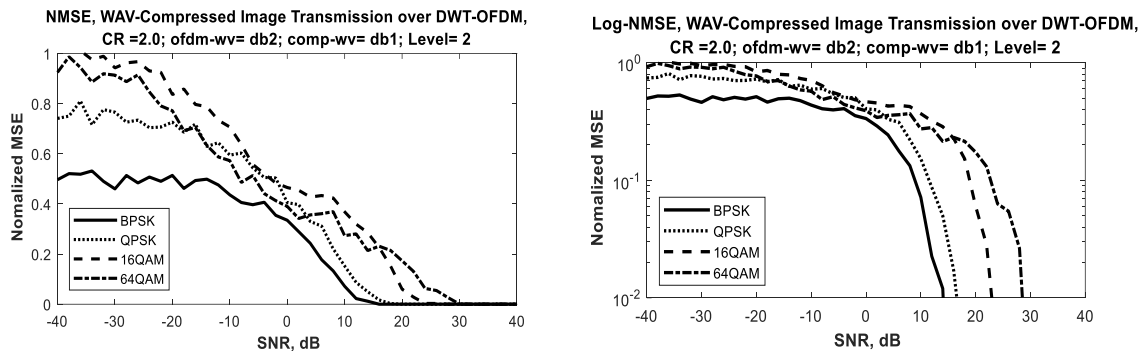 NMSE, WAV-Compressed Image Transmission over DWT-OFDM,
CR =2.0; ofdm-wv= db2; comp-wv= db1; Level= 2
Nomalized MSE
1
0.8
0.6
0.4
0.2
0
BPSK
QPSK
16QAM
64QAM
-40 -30 -20 -10 0 10 20 30 40
SNR, dB
Log-NMSE, WAV-Compressed Image Transmission over DWT-OFDM,
CR =2.0; ofdm-wv= db2; comp-wv= db1; Level= 2
Nomalized MSE
10^0
10^-1
10^-2
BPSK
QPSK
16QAM
64QAM
-40 -30 -20 -10 0 10 20 30 40
SNR, dB